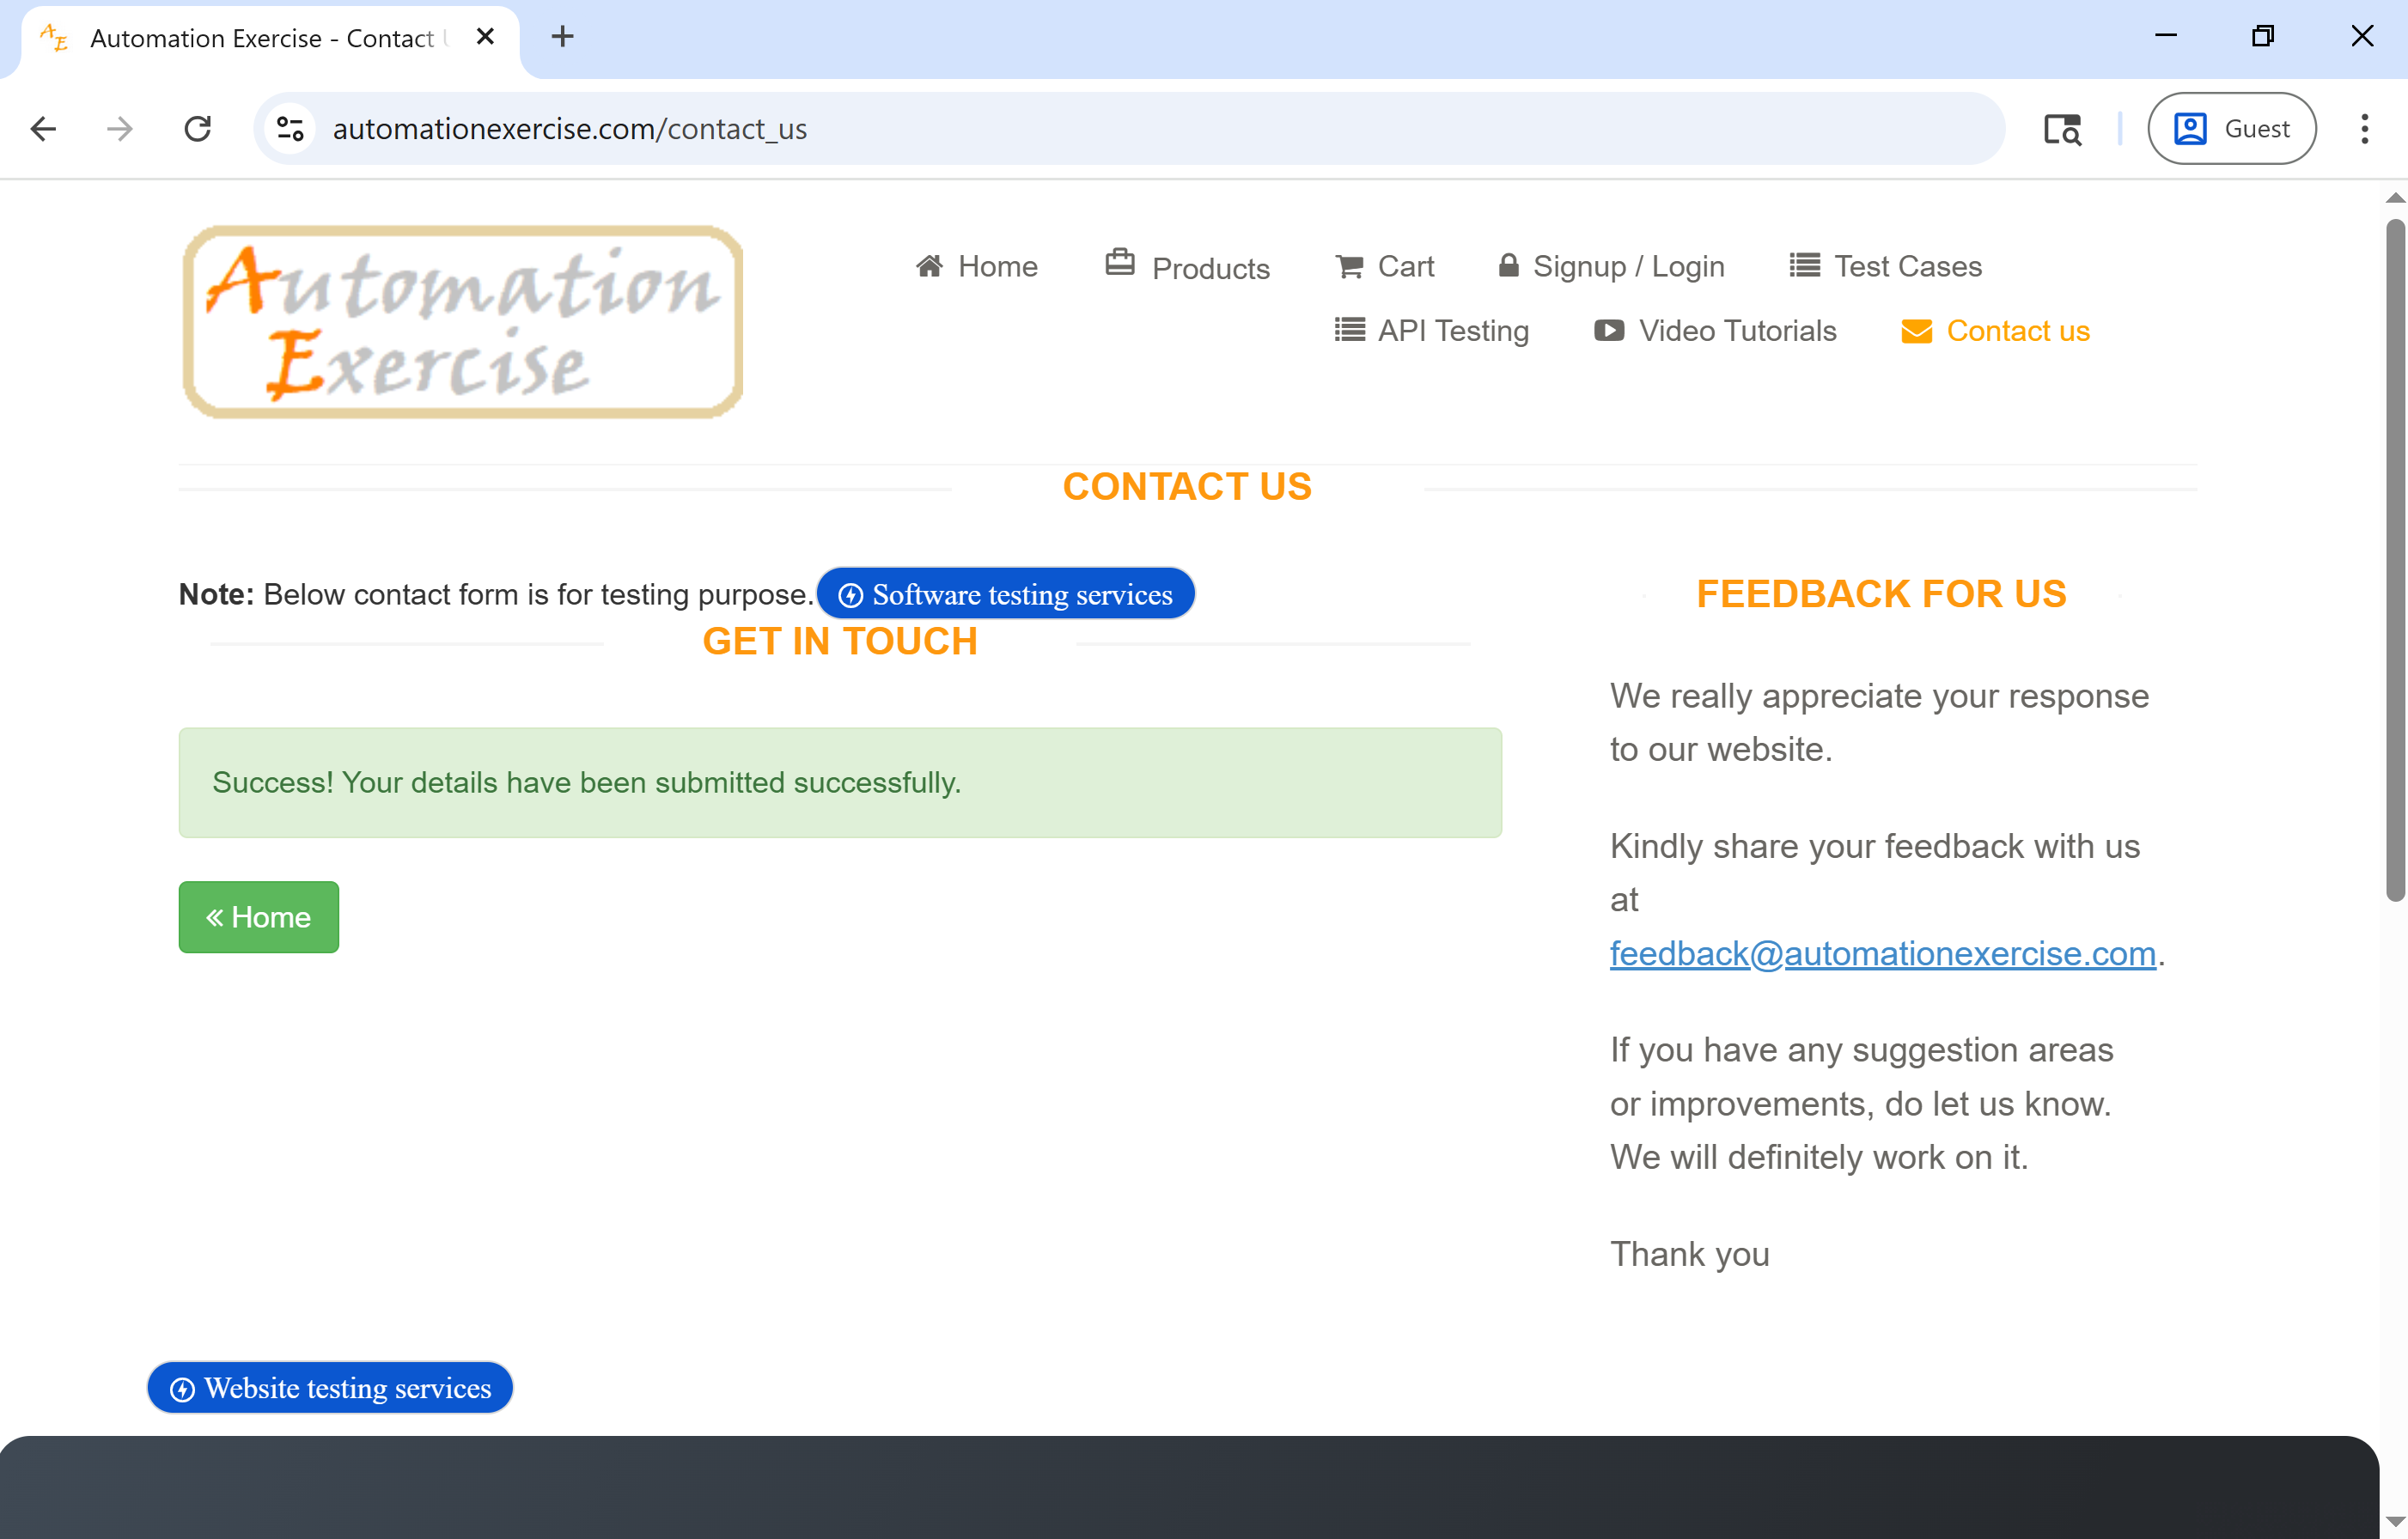 Automation Exercise - Contact
automationexercise.com/contact_us
Guest
Automation
Exercise
Home
Products
Cart
Signup / Login
Test Cases
API Testing
Video Tutorials
Contact us
CONTACT US
Note: Below contact form is for testing purpose.
Software testing services
GET IN TOUCH
Success! Your details have been submitted successfully.
« Home
FEEDBACK FOR US
We really appreciate your response
to our website.
Kindly share your feedback with us
at
feedback@automationexercise.com.
If you have any suggestion areas
or improvements, do let us know.
We will definitely work on it.
Thank you
Website testing services